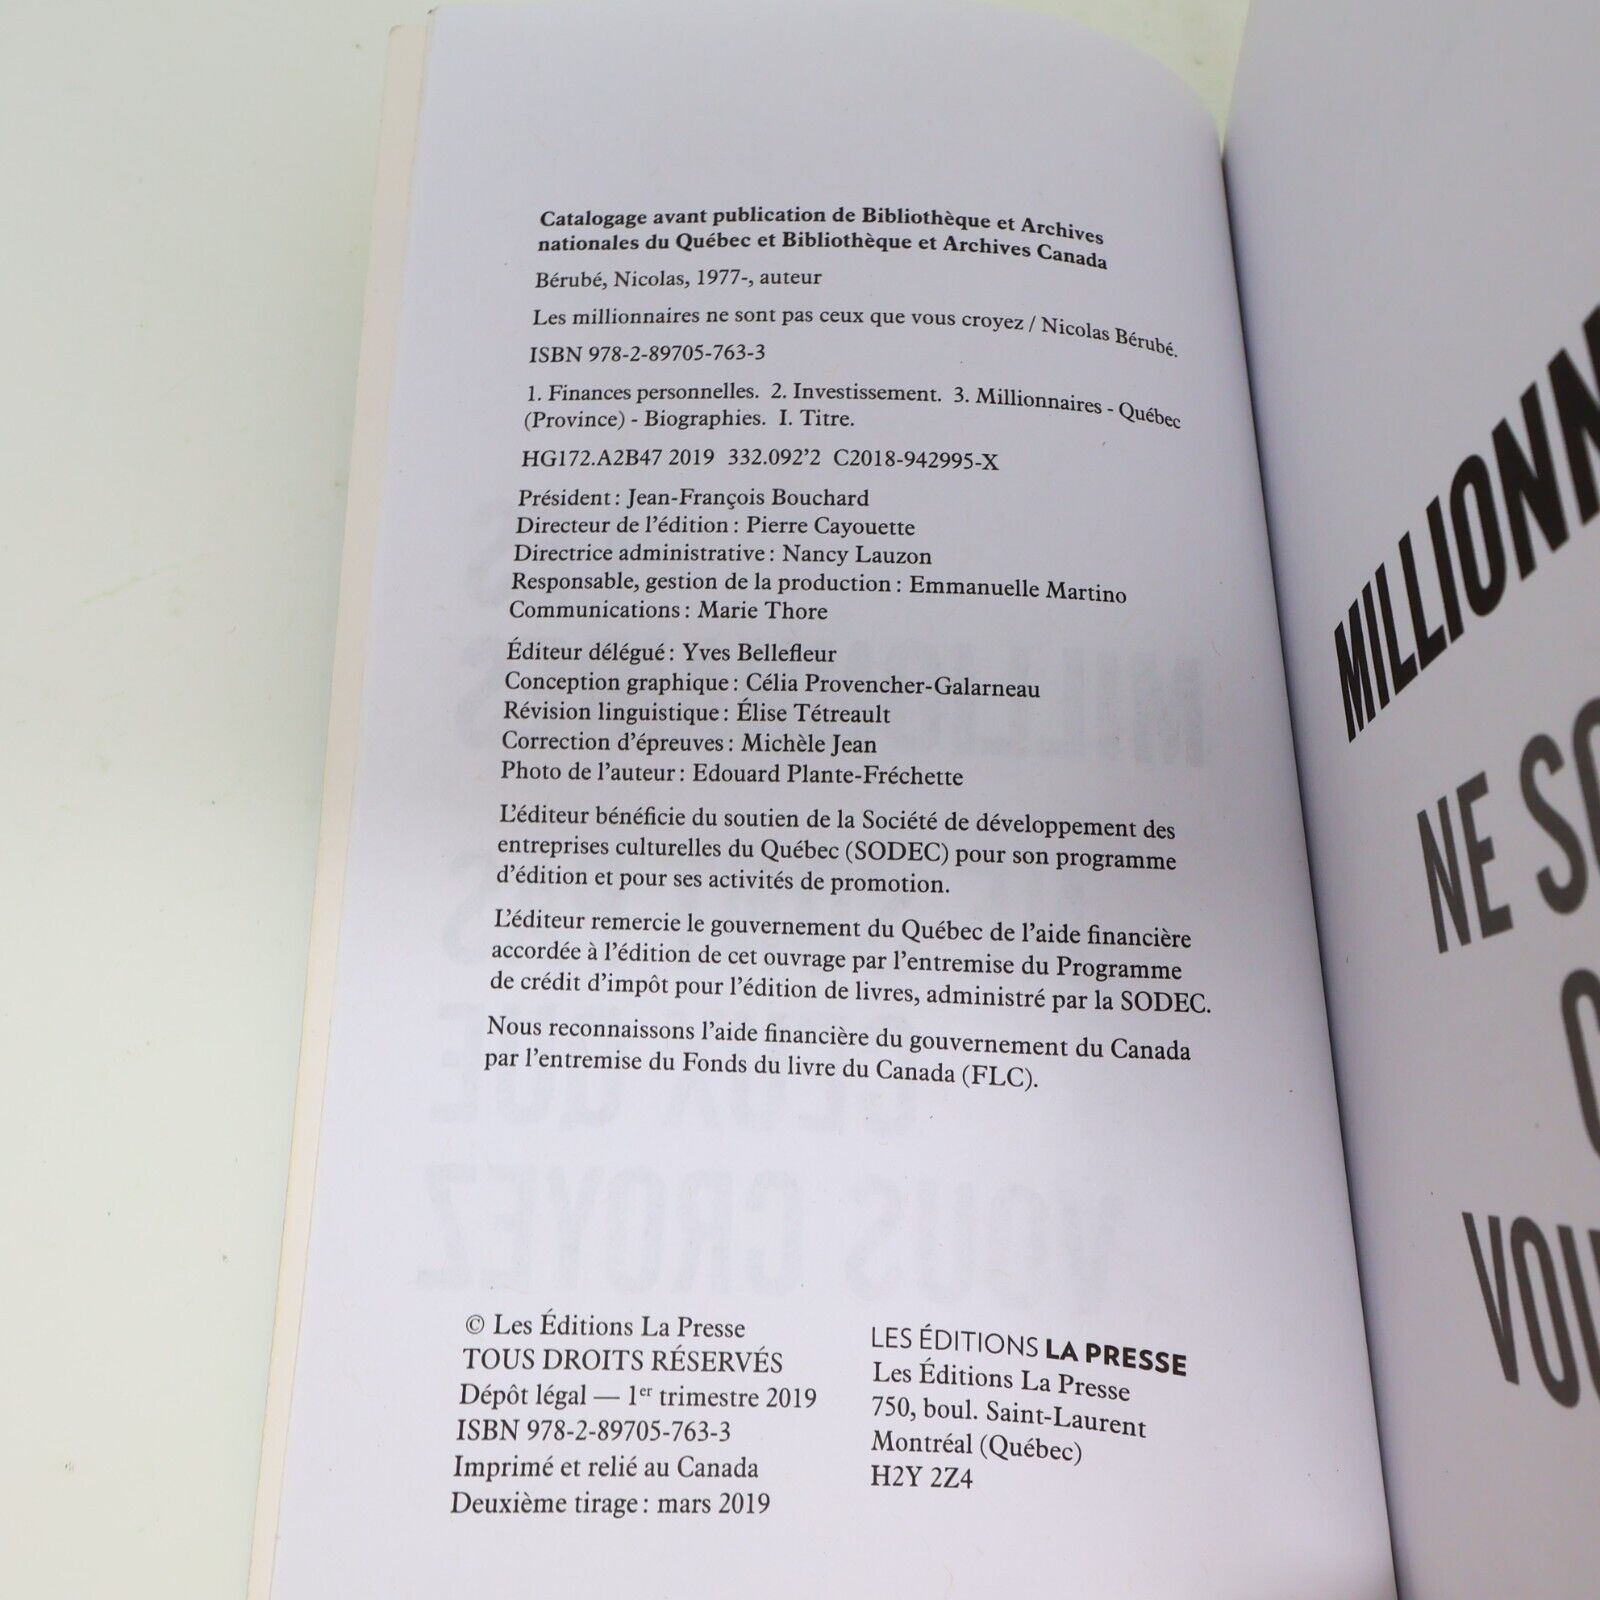 Catalogage avant publication de Bibliothèque et Archives
nationales du Québec et Bibliothèque et Archives Canada
Bérubé, Nicolas, 1977-, auteur
Les millionnaires ne sont pas ceux que vous croyez / Nicolas Bérubé.
ISBN 978-2-89705-763-3
1. Finances personnelles. 2. Investissement. 3. Millionnaires - Québec
(Province) - Biographies. I. Titre.
HG172.A2B47 2019 332.092'2 C2018-942995-X
Président : Jean-François Bouchard
Directeur de l'édition : Pierre Cayouette
Directrice administrative : Nancy Lauzon
Responsable, gestion de la production : Emmanuelle Martino
Communications : Marie Thore
Éditeur délégué : Yves Bellefleur
Conception graphique : Célia Provencher-Galarneau
Révision linguistique : Élise Tétreault
Correction d'épreuves : Michèle Jean
Photo de l'auteur : Edouard Plante-Fréchette
L'éditeur bénéficie du soutien de la Société de développement des
entreprises culturelles du Québec (SODEC) pour son programme
d'édition et pour ses activités de promotion.
L'éditeur remercie le gouvernement du Québec de l'aide financière
accordée à l'édition de cet ouvrage par l'entremise du Programme
de crédit d'impôt pour l'édition de livres, administré par la SODEC.
Nous reconnaissons l'aide financière du gouvernement du Canada
par l'entremise du Fonds du livre du Canada (FLC).
© Les Éditions La Presse
TOUS DROITS RÉSERVÉS
Dépôt légal — 1er trimestre 2019
ISBN 978-2-89705-763-3
Imprimé et relié au Canada
Deuxième tirage : mars 2019
LES ÉDITIONS LA PRESSE
Les Éditions La Presse
750, boul. Saint-Laurent
Montréal (Québec)
H2Y 2Z4
MILLIONN
NE SO
C
VOU